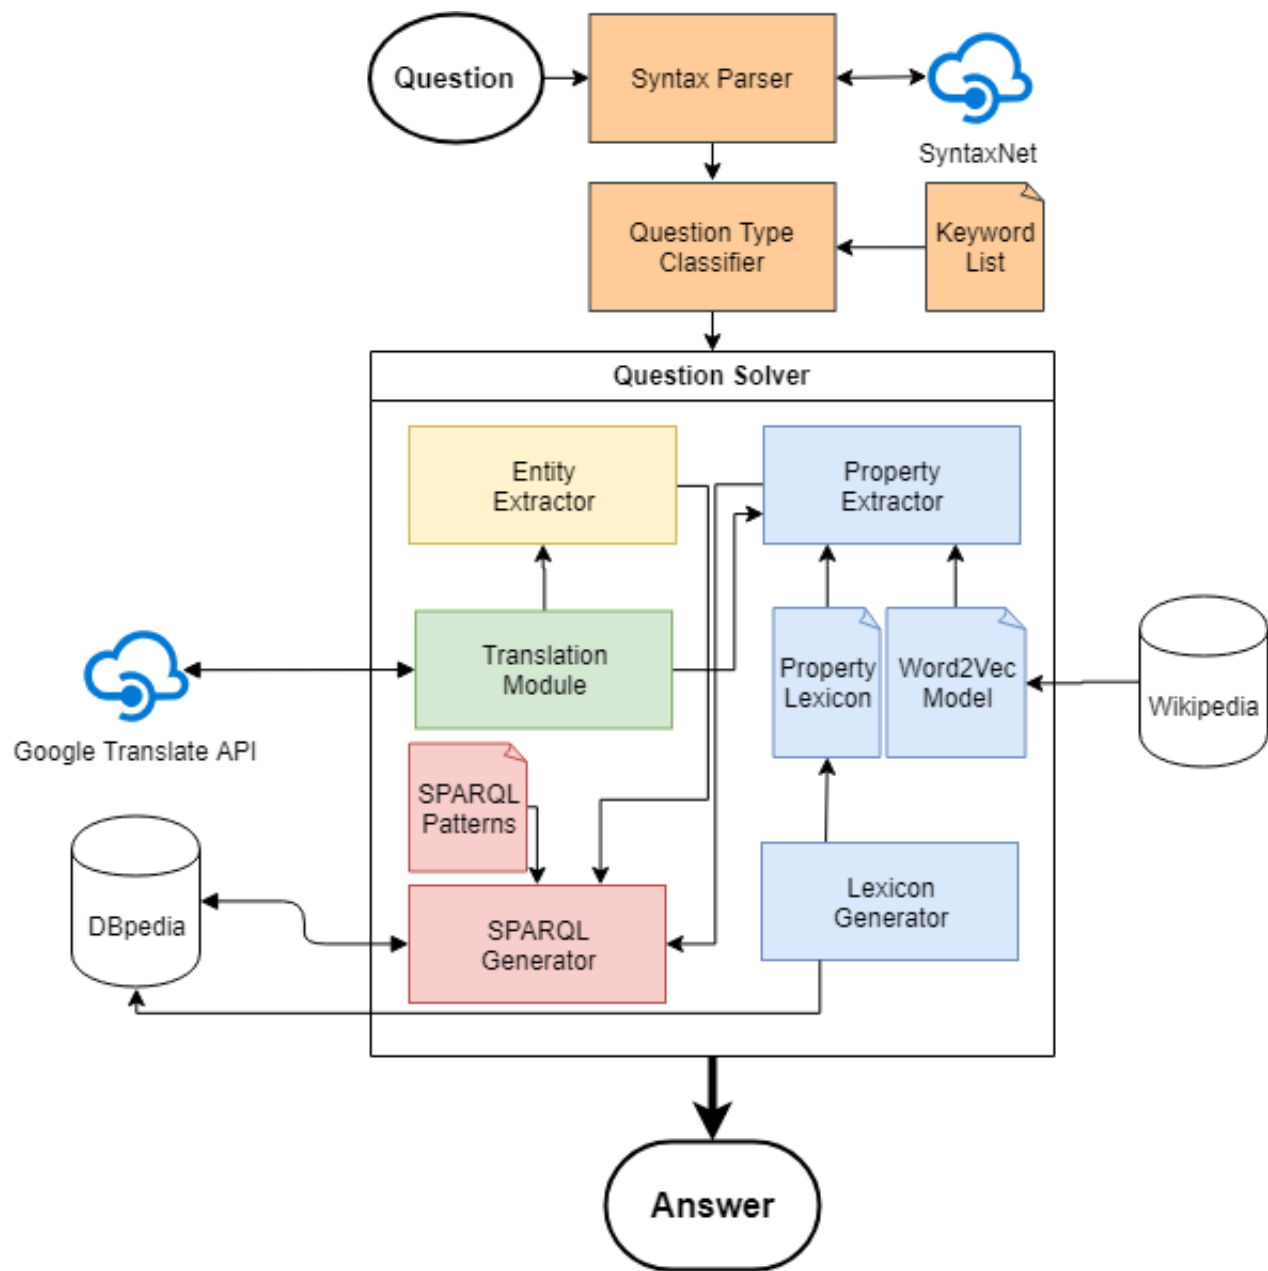 Question
Syntax Parser
SyntaxNet
Question Type
Classifier
Keyword
List
Question Solver
Entity
Extractor
Property
Extractor
Translation
Module
Property
Lexicon
Word2Vec
Model
Wikipedia
Google Translate API
SPARQL
Patterns
DBpedia
SPARQL
Generator
Lexicon
Generator
Answer